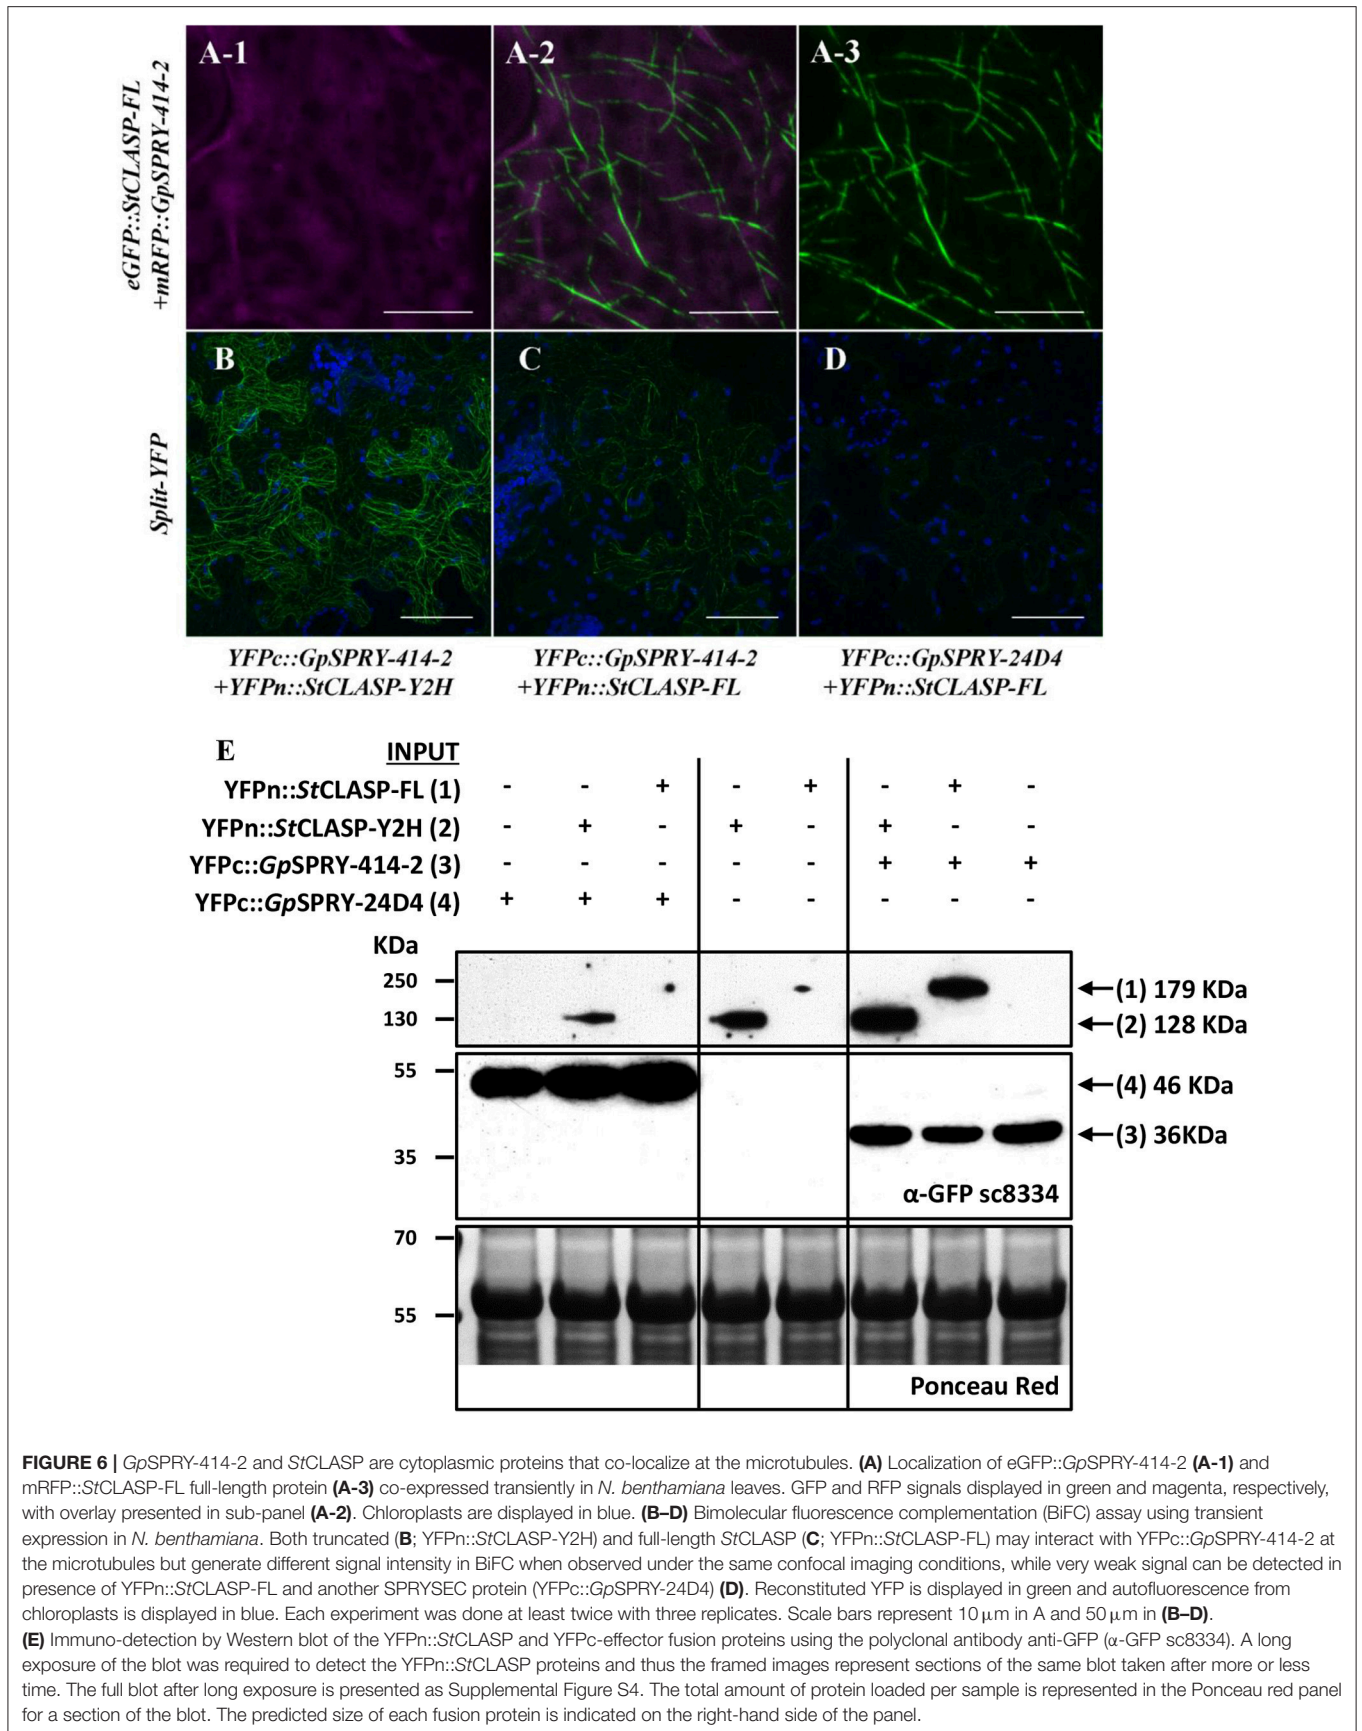 A-1 A-2 A-3
eGFP::StCLASP-FL
+mRFP::GpSPRY-414-2
B C D
Split-YFP
YFPc::GpSPRY-414-2 YFPc::GpSPRY-414-2 YFPc::GpSPRY-24D4
+YFPn::StCLASP-Y2H +YFPn::StCLASP-FL +YFPn::StCLASP-FL
E INPUT
YFPn::StCLASP-FL (1) - - + - + - + -
YFPn::StCLASP-Y2H (2) - + - + - + - -
YFPc::GpSPRY-414-2 (3) - - - - - + + +
YFPc::GpSPRY-24D4 (4) + + + - - - - -
KDa
250
(1) 179 KDa
130
(2) 128 KDa
55
(4) 46 KDa
(3) 36KDa
35
α-GFP sc8334
70
55
Ponceau Red
FIGURE 6 | GpSPRY-414-2 and StCLASP are cytoplasmic proteins that co-localize at the microtubules. (A) Localization of eGFP::GpSPRY-414-2 (A-1) and
mRFP::StCLASP-FL full-length protein (A-3) co-expressed transiently in N. benthamiana leaves. GFP and RFP signals displayed in green and magenta, respectively,
with overlay presented in sub-panel (A-2). Chloroplasts are displayed in blue. (B–D) Bimolecular fluorescence complementation (BiFC) assay using transient
expression in N. benthamiana. Both truncated (B; YFPn::StCLASP-Y2H) and full-length StCLASP (C; YFPn::StCLASP-FL) may interact with YFPc::GpSPRY-414-2 at
the microtubules but generate different signal intensity in BiFC when observed under the same confocal imaging conditions, while very weak signal can be detected in
presence of YFPn::StCLASP-FL and another SPRYSEC protein (YFPc::GpSPRY-24D4) (D). Reconstituted YFP is displayed in green and autofluorescence from
chloroplasts is displayed in blue. Each experiment was done at least twice with three replicates. Scale bars represent 10 μm in A and 50 μm in (B–D).
(E) Immuno-detection by Western blot of the YFPn::StCLASP and YFPc-effector fusion proteins using the polyclonal antibody anti-GFP (α-GFP sc8334). A long
exposure of the blot was required to detect the YFPn::StCLASP proteins and thus the framed images represent sections of the same blot taken after more or less
time. The full blot after long exposure is presented as Supplemental Figure S4. The total amount of protein loaded per sample is represented in the Ponceau red panel
for a section of the blot. The predicted size of each fusion protein is indicated on the right-hand side of the panel.